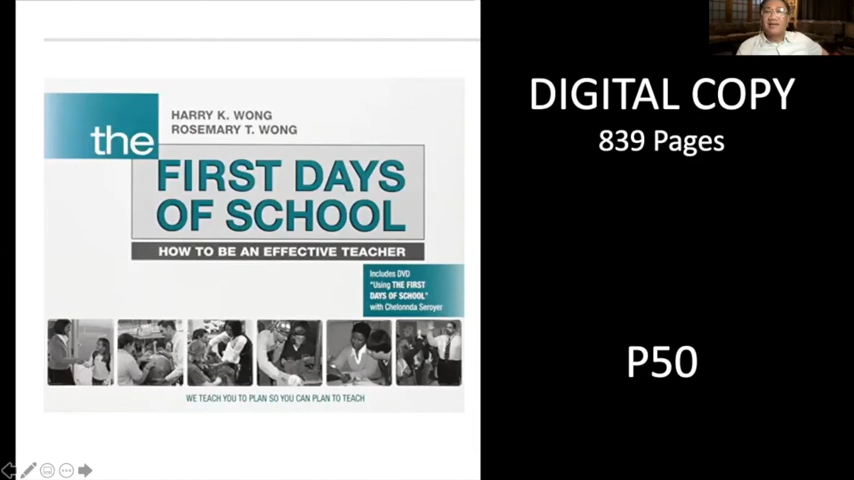 HARRY K. WONG
ROSEMARY T. WONG
the
FIRST DAYS
OF SCHOOL
HOW TO BE AN EFFECTIVE TEACHER
Includes DVD
"Using THE FIRST
DAYS OF SCHOOL"
with Chelonnda Seroyer
WE TEACH YOU TO PLAN SO YOU CAN PLAN TO TEACH
DIGITAL COPY
839 Pages
P50